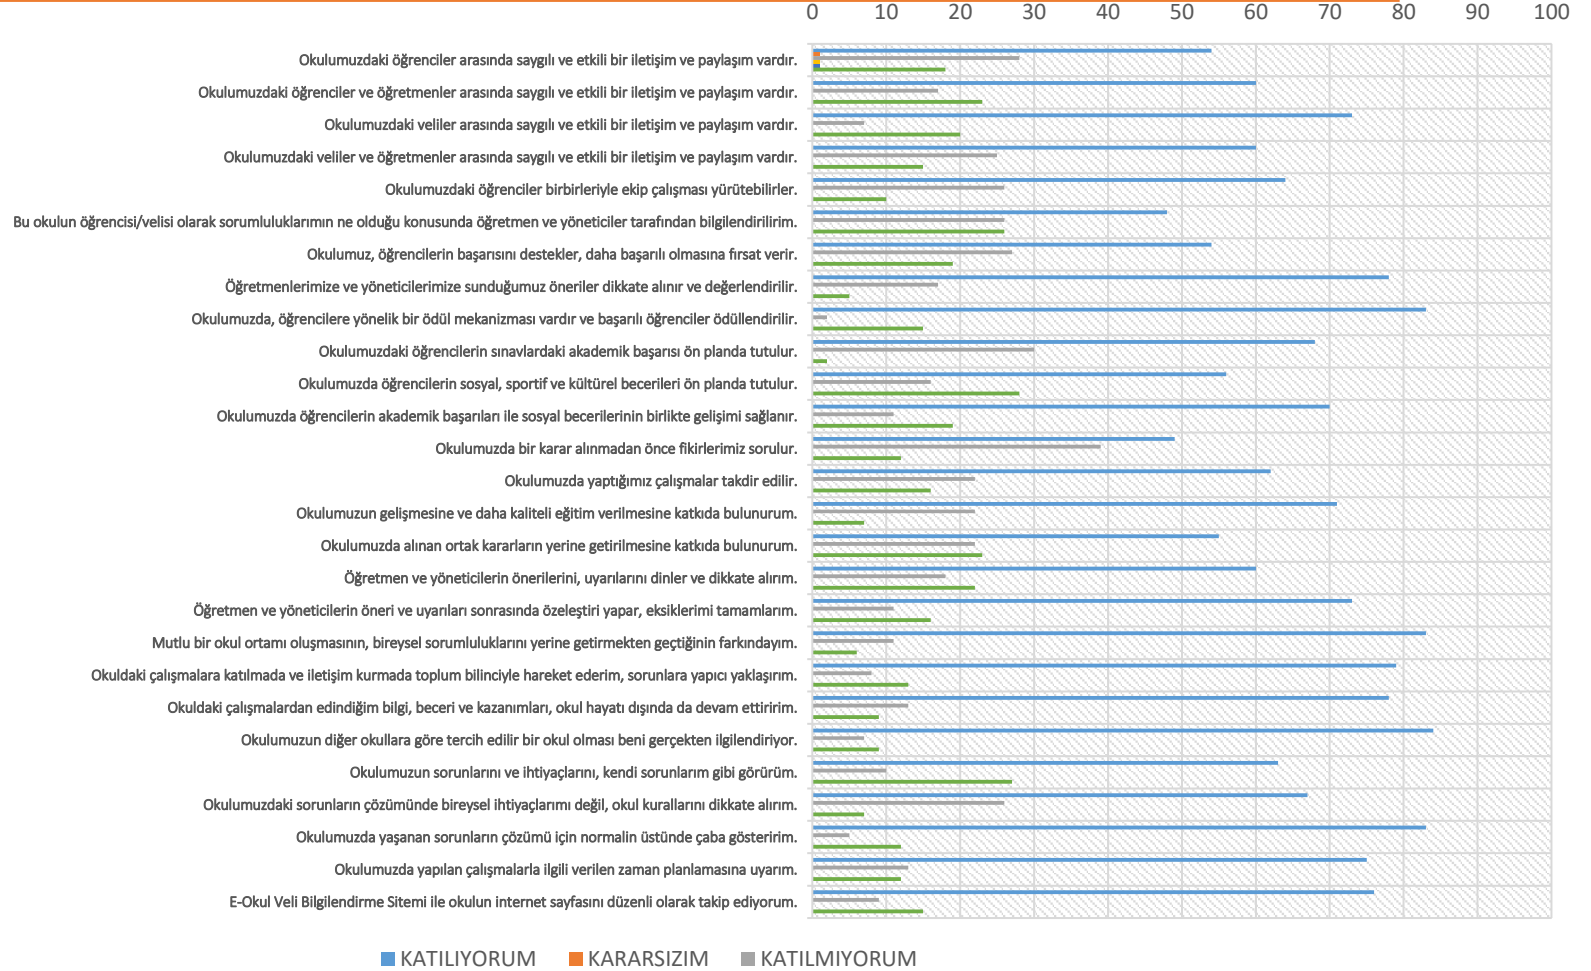 0 10 20 30 40 50 60 70 80 90 100
Okulumuzdaki öğrenciler arasında saygılı ve etkili bir iletişim ve paylaşım vardır.
Okulumuzdaki öğrenciler ve öğretmenler arasında saygılı ve etkili bir iletişim ve paylaşım vardır.
Okulumuzdaki veliler arasında saygılı ve etkili bir iletişim ve paylaşım vardır.
Okulumuzdaki veliler ve öğretmenler arasında saygılı ve etkili bir iletişim ve paylaşım vardır.
Okulumuzdaki öğrenciler birbirleriyle ekip çalışması yürütebilirler.
Bu okulun öğrencisi/velisi olarak sorumluluklarımın ne olduğu konusunda öğretmen ve yöneticiler tarafından bilgilendirilirim.
Okulumuz, öğrencilerin başarısını destekler, daha başarılı olmasına fırsat verir.
Öğretmenlerimize ve yöneticilerimize sunduğumuz öneriler dikkate alınır ve değerlendirilir.
Okulumuzda, öğrencilere yönelik bir ödül mekanizması vardır ve başarılı öğrenciler ödüllendirilir.
Okulumuzdaki öğrencilerin sınavlardaki akademik başarısı ön planda tutulur.
Okulumuzda öğrencilerin sosyal, sportif ve kültürel becerileri ön planda tutulur.
Okulumuzda öğrencilerin akademik başarıları ile sosyal becerilerinin birlikte gelişimi sağlanır.
Okulumuzda bir karar alınmadan önce fikirlerimiz sorulur.
Okulumuzda yaptığımız çalışmalar takdir edilir.
Okulumuzun gelişmesine ve daha kaliteli eğitim verilmesine katkıda bulunurum.
Okulumuzda alınan ortak kararların yerine getirilmesine katkıda bulunurum.
Öğretmen ve yöneticilerin önerilerini, uyarılarını dinler ve dikkate alırım.
Öğretmen ve yöneticilerin öneri ve uyarıları sonrasında özeleştiri yapar, eksiklerimi tamamlarım.
Mutlu bir okul ortamı oluşmasının, bireysel sorumluluklarını yerine getirmekten geçtiğinin farkındayım.
Okuldaki çalışmalara katılmada ve iletişim kurmada toplum bilinciyle hareket ederim, sorunlara yapıcı yaklaşırım.
Okuldaki çalışmalardan edindiğim bilgi, beceri ve kazanımları, okul hayatı dışında da devam ettiririm.
Okulumuzun diğer okullara göre tercih edilir bir okul olması beni gerçekten ilgilendiriyor.
Okulumuzun sorunlarını ve ihtiyaçlarını, kendi sorunlarım gibi görürüm.
Okulumuzdaki sorunların çözümünde bireysel ihtiyaçlarımı değil, okul kurallarını dikkate alırım.
Okulumuzda yaşanan sorunların çözümü için normalin üstünde çaba gösteririm.
Okulumuzda yapılan çalışmalarla ilgili verilen zaman planlamasına uyarım.
E-Okul Veli Bilgilendirme Sitemi ile okulun internet sayfasını düzenli olarak takip ediyorum.
KATILIYORUM KARARSIZIM KATILMIYORUM